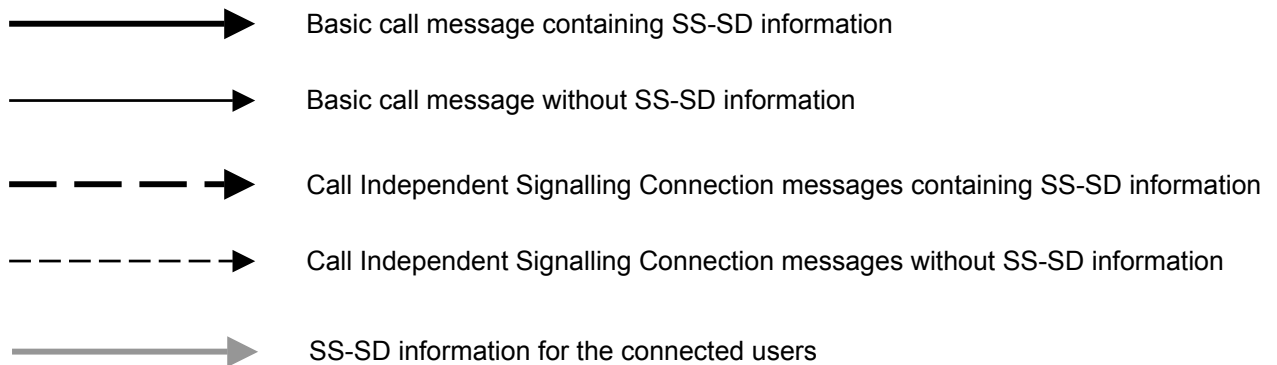 Basic call message containing SS-SD information
Basic call message without SS-SD information
Call Independent Signalling Connection messages containing SS-SD information
Call Independent Signalling Connection messages without SS-SD information
SS-SD information for the connected users